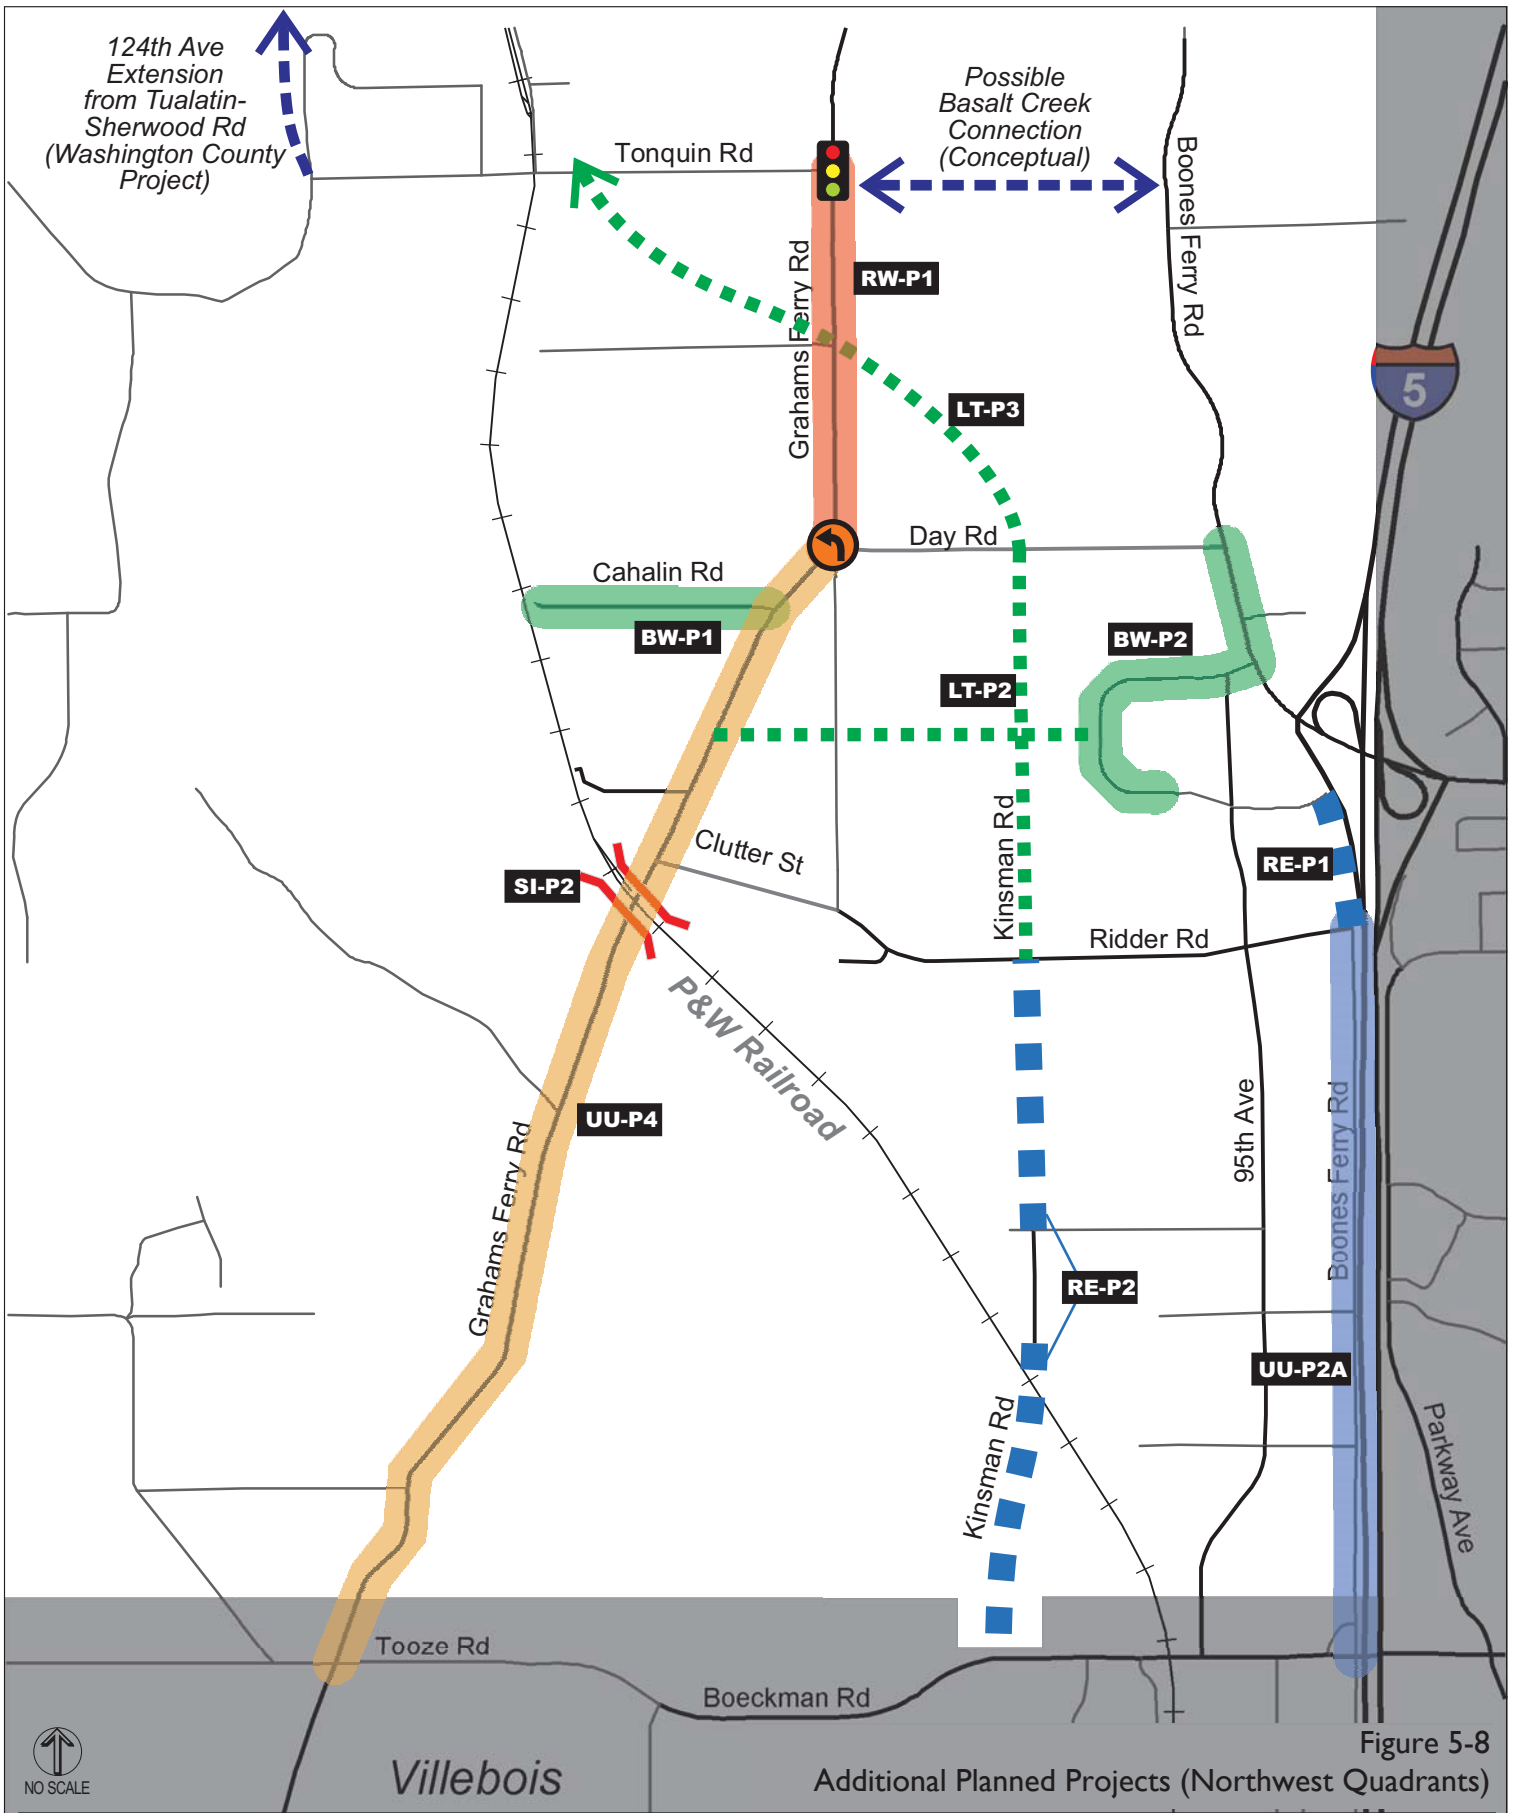 124th Ave
Extension
from Tualatin-
Sherwood Rd
(Washington County
Project)
Possible
Basalt Creek
Connection
(Conceptual)
Tonquin Rd
Boones Ferry Rd
Grahams Ferry Rd
RW-P1
5
LT-P3
Day Rd
Cahalin Rd
BW-P1
BW-P2
LT-P2
Kinsman Rd
Clutter St
RE-P1
SI-P2
Ridder Rd
P&W Railroad
UU-P4
95th Ave
Boones Ferry Rd
Grahams Ferry Rd
RE-P2
UU-P2A
Kinsman Rd
Parkway Ave
Tooze Rd
Boeckman Rd
Villebois
NO SCALE
Figure 5-8
Additional Planned Projects (Northwest Quadrants)